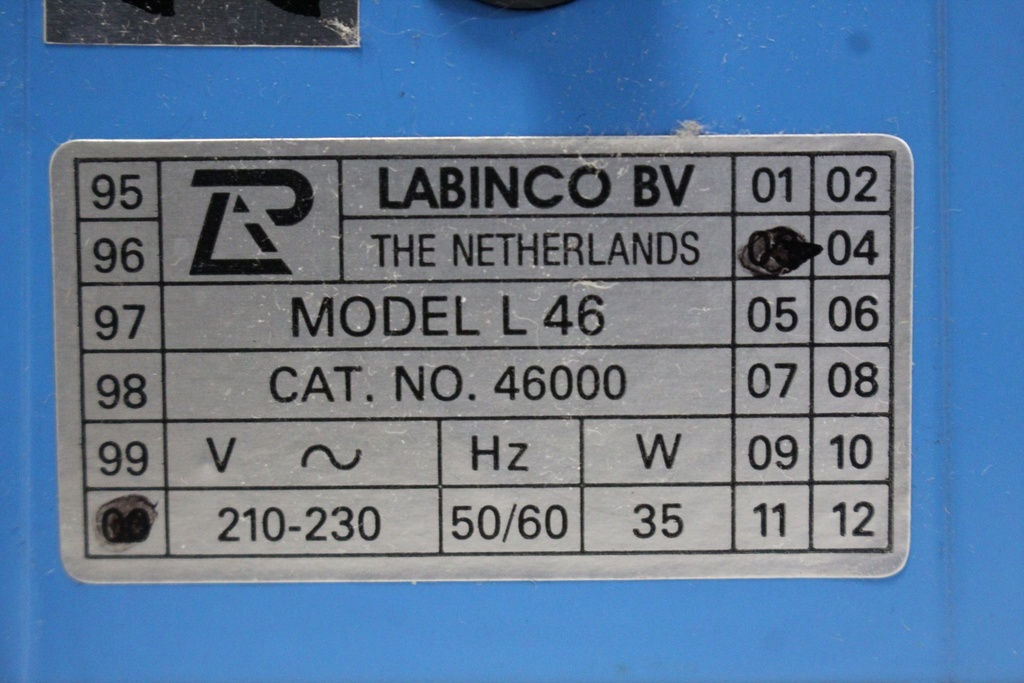 95 LABINCO BV 01 02
96 THE NETHERLANDS 04
97 MODEL L 46 05 06
98 CAT. NO. 46000 07 08
99 V ~ Hz W 09 10
00 210-230 50/60 35 11 12